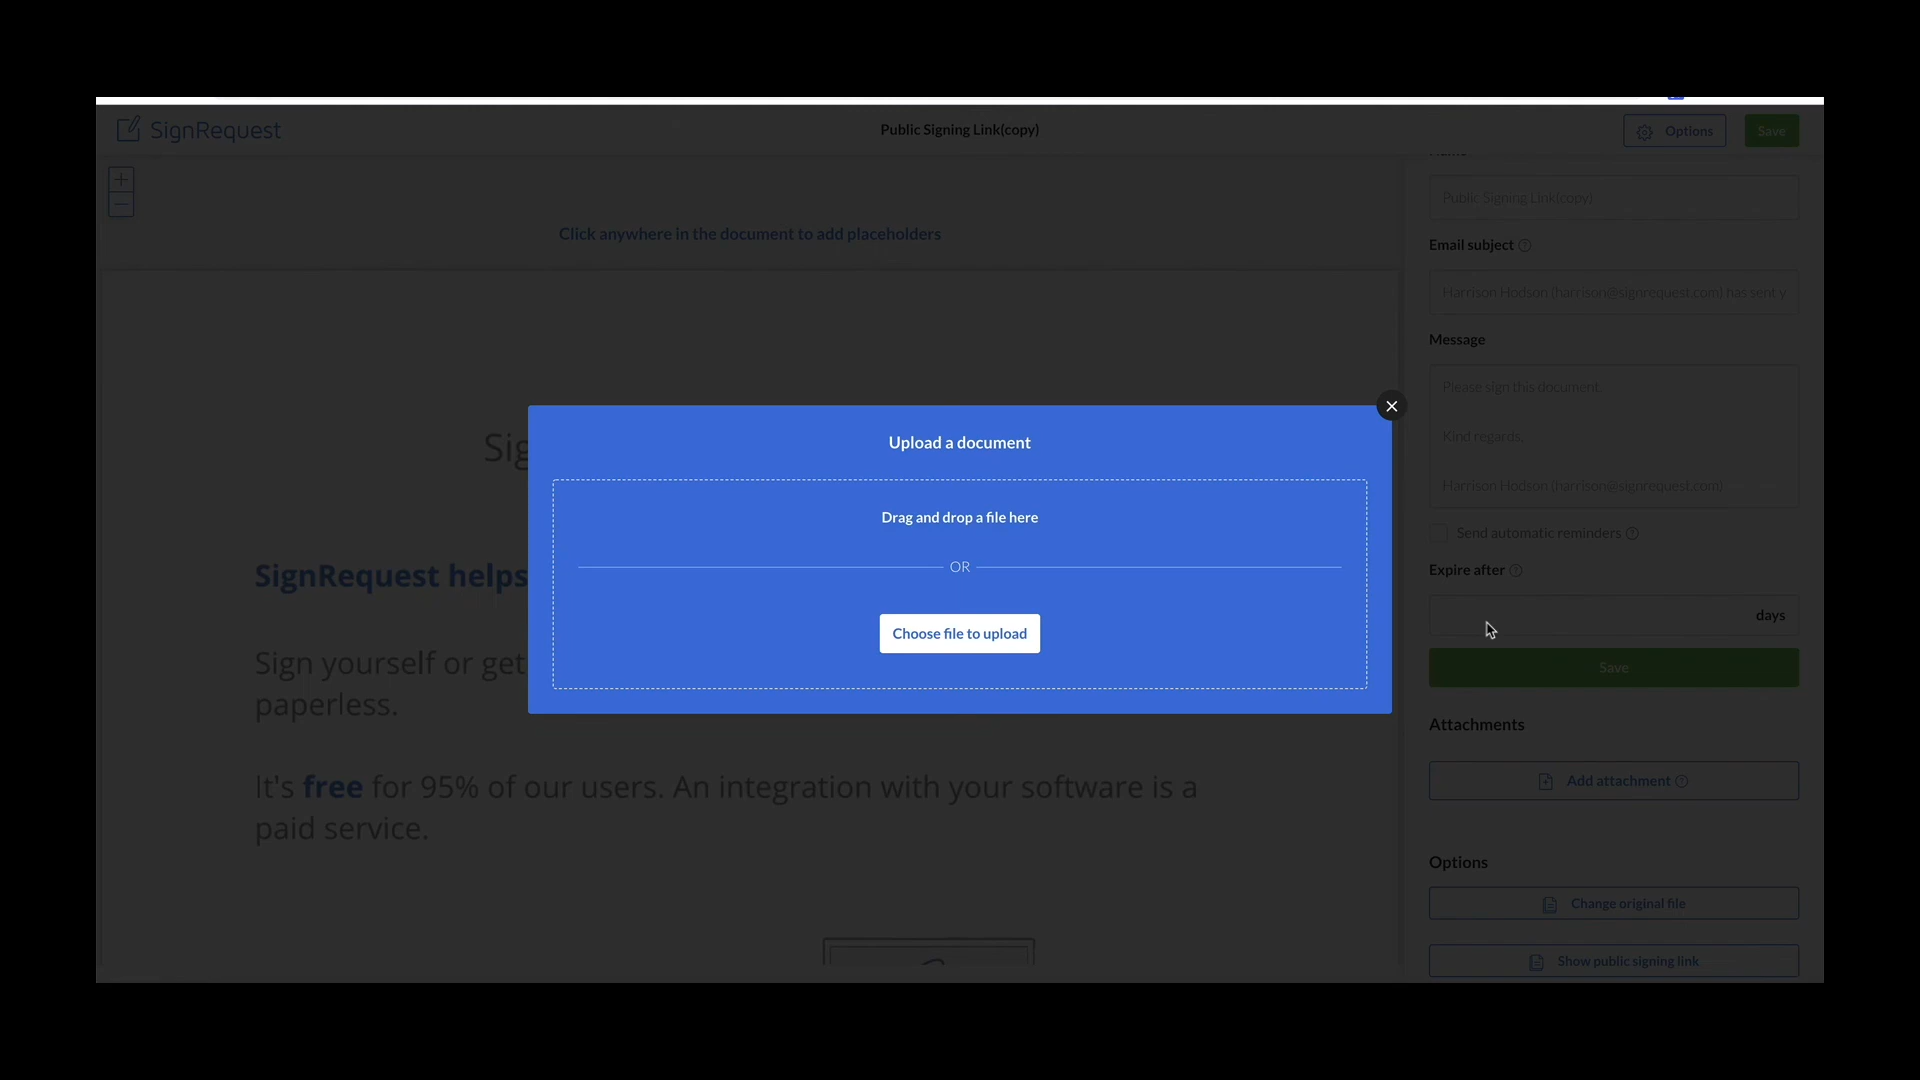 SignRequest
Public Signing Link(copy)
Options
Save
Public Signing Link(copy)
Click anywhere in the document to add placeholders
Email subject
Harrison Hodson (harrison@signrequest.com) has sent y
Message
Please sign this document.
Kind regards,
Harrison Hodson (harrison@signrequest.com)
Upload a document
Sig
Drag and drop a file here
Send automatic reminders
OR
Expire after
SignRequest helps
days
Choose file to upload
Sign yourself or get
paperless.
Save
Attachments
Add attachment
It's free for 95% of our users. An integration with your software is a
paid service.
Options
Change original file
Show public signing link